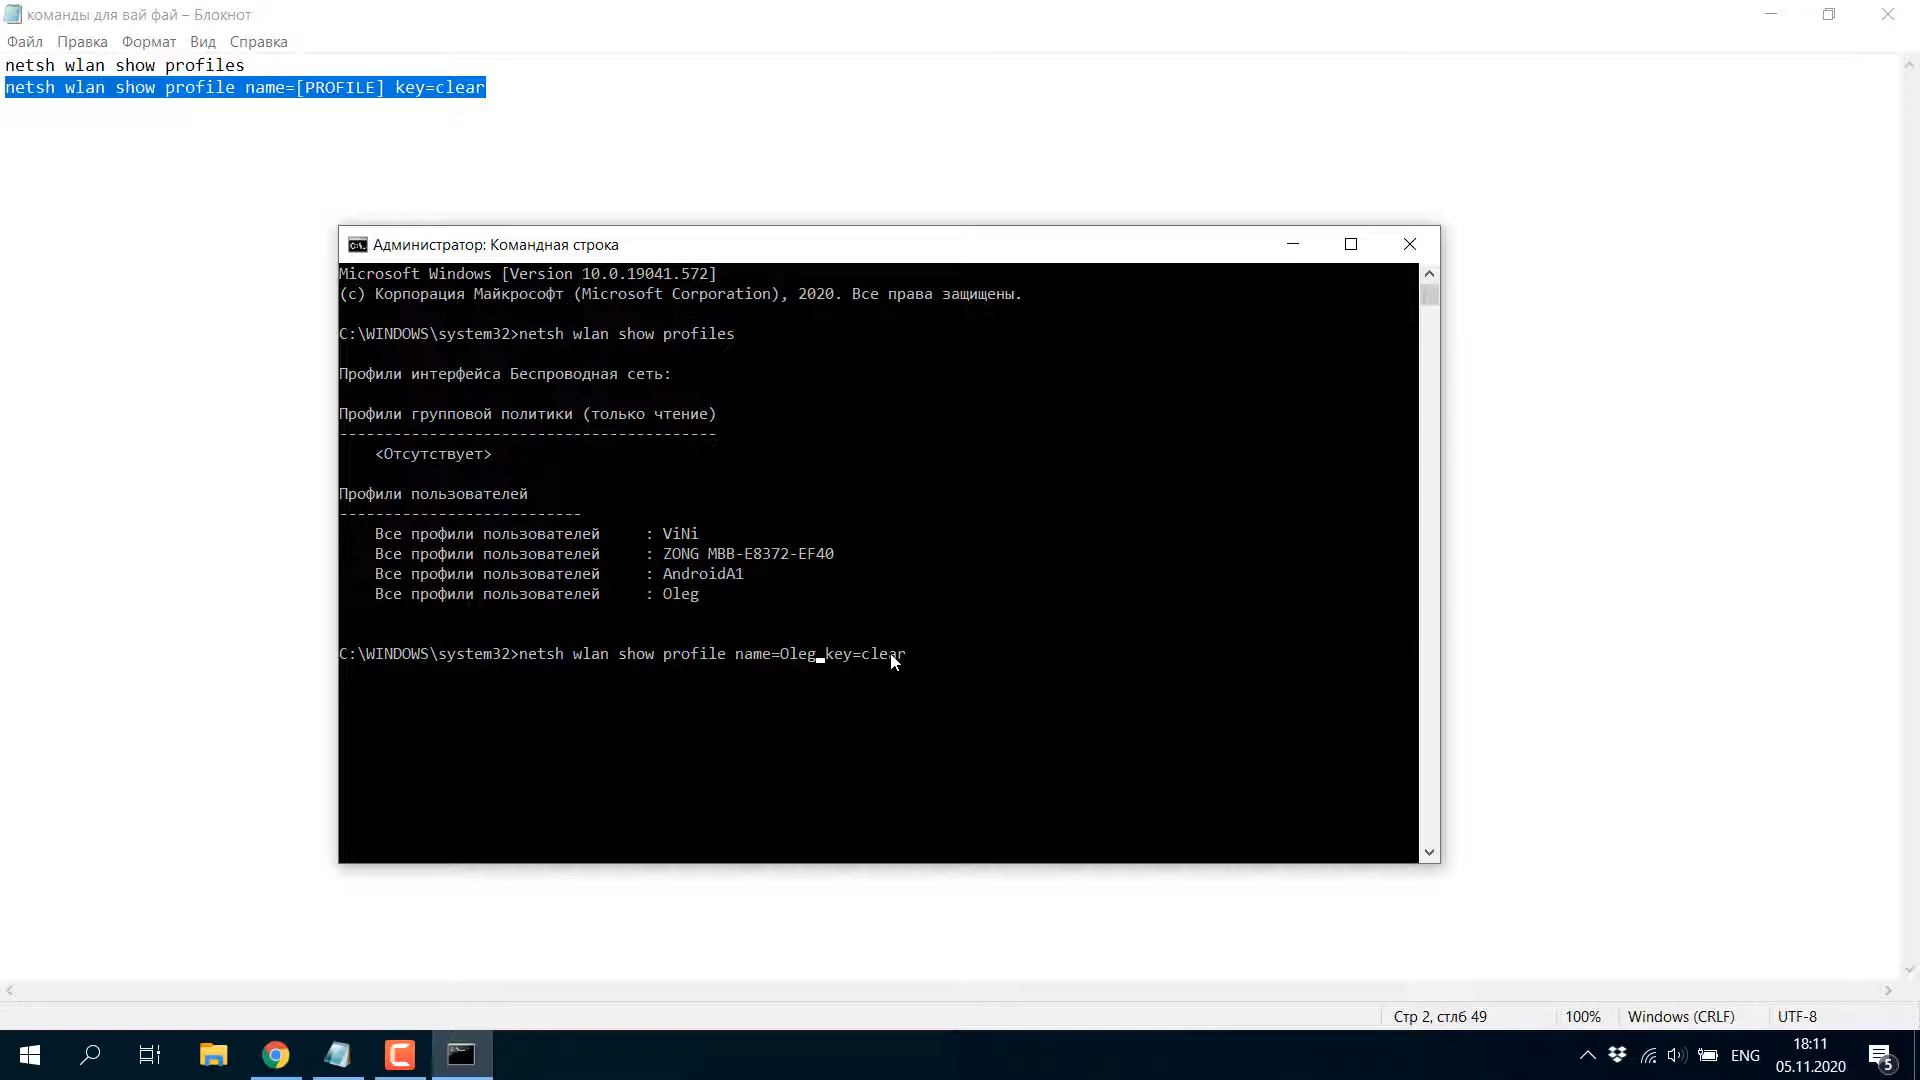 команды для вай фай – Блокнот
Файл Правка Формат Вид Справка
netsh wlan show profiles
netsh wlan show profile name=[PROFILE] key=clear
Администратор: Командная строка
Microsoft Windows [Version 10.0.19041.572]
(c) Корпорация Майкрософт (Microsoft Corporation), 2020. Все права защищены.
C:\WINDOWS\system32>netsh wlan show profiles
Профили интерфейса Беспроводная сеть:
Профили групповой политики (только чтение)
------------------------------------------
<Отсутствует>
Профили пользователей
---------------------------
Все профили пользователей     : ViNi
Все профили пользователей     : ZONG MBB-E8372-EF40
Все профили пользователей     : AndroidA1
Все профили пользователей     : Oleg
C:\WINDOWS\system32>netsh wlan show profile name=Oleg key=clear
Стр 2, стлб 49 100% Windows (CRLF) UTF-8
ENG 18:11
05.11.2020 5